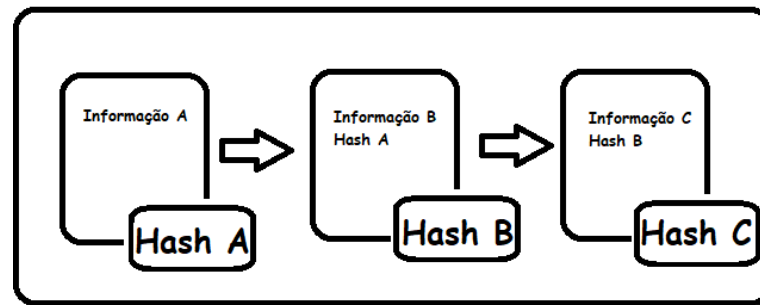 Informação A
Hash A
Informação B
Hash A
Hash B
Informação C
Hash B
Hash C